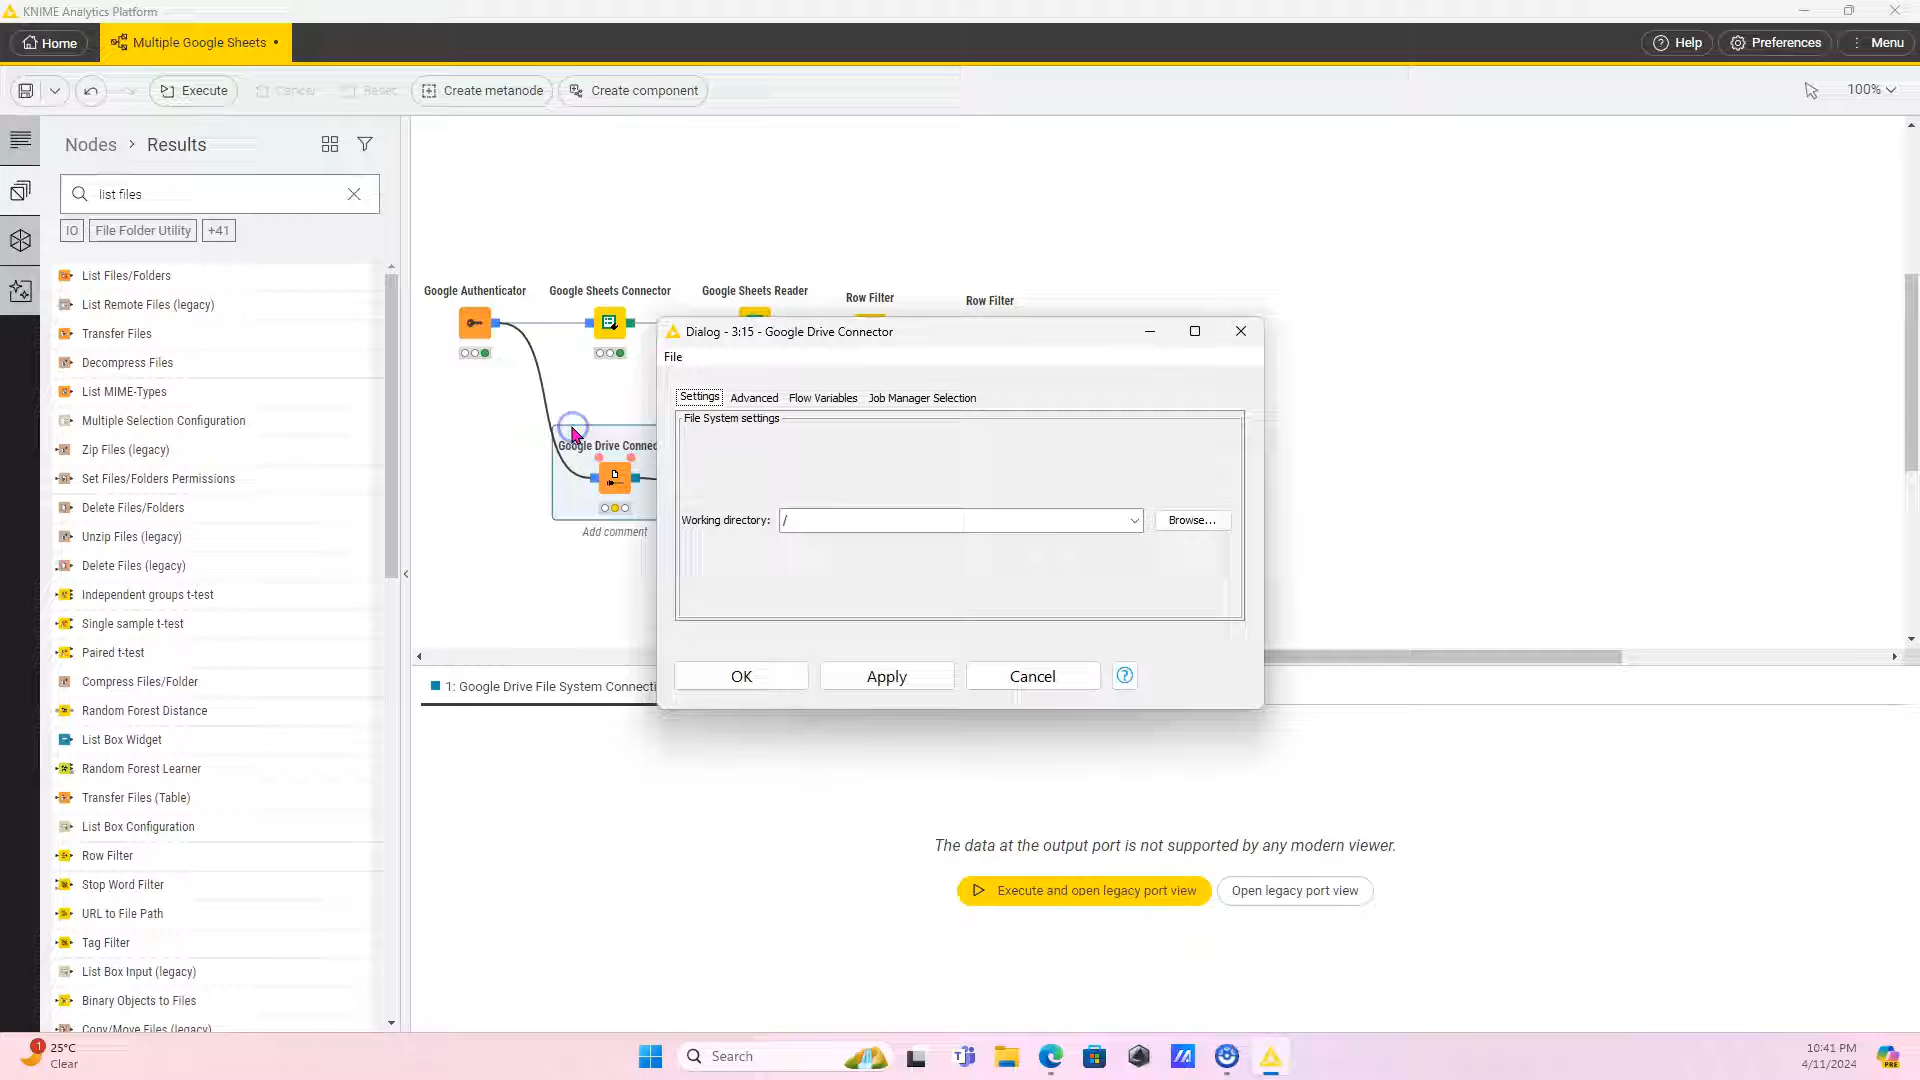 KNIME Analytics Platform
Home
Multiple Google Sheets •
Help
Preferences
Menu
Execute
Cancel
Reset
Create metanode
Create component
100%
Nodes > Results
list files
IO
File Folder Utility
+41
List Files/Folders
List Remote Files (legacy)
Transfer Files
Decompress Files
List MIME-Types
Multiple Selection Configuration
Zip Files (legacy)
Set Files/Folders Permissions
Delete Files/Folders
Unzip Files (legacy)
Delete Files (legacy)
Independent groups t-test
Single sample t-test
Paired t-test
Compress Files/Folder
Random Forest Distance
List Box Widget
Random Forest Learner
Transfer Files (Table)
List Box Configuration
Row Filter
Stop Word Filter
URL to File Path
Tag Filter
List Box Input (legacy)
Binary Objects to Files
Copy/Move Files (legacy)
Google Authenticator
Google Sheets Connector
Google Sheets Reader
Row Filter
Row Filter
Google Drive Connec
Add comment
Dialog - 3:15 - Google Drive Connector
File
Settings
Advanced
Flow Variables
Job Manager Selection
File System settings
Working directory:
/
Browse...
OK
Apply
Cancel
1: Google Drive File System Connecti
The data at the output port is not supported by any modern viewer.
Execute and open legacy port view
Open legacy port view
1
25°C
Clear
Search
10:41 PM
4/11/2024
PRE